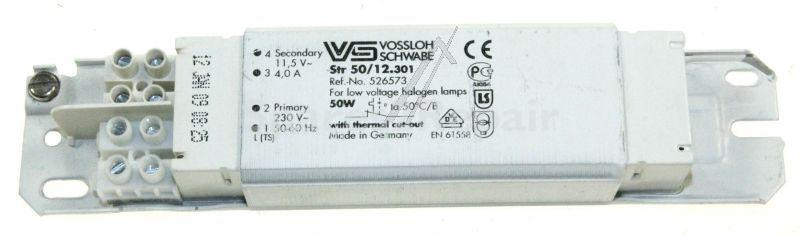 4 Secondary
11,5 V~
3 4,0 A
2 Primary
230 V~
1 50-60 Hz
L (TS)
VS VOSSLOH
SCHWABE
Str 50/12.301
Ref.-No. 526573
For low voltage halogen lamps
50W ta 50°C/B
with thermal cut-out
Made in Germany
CE
EN 61558